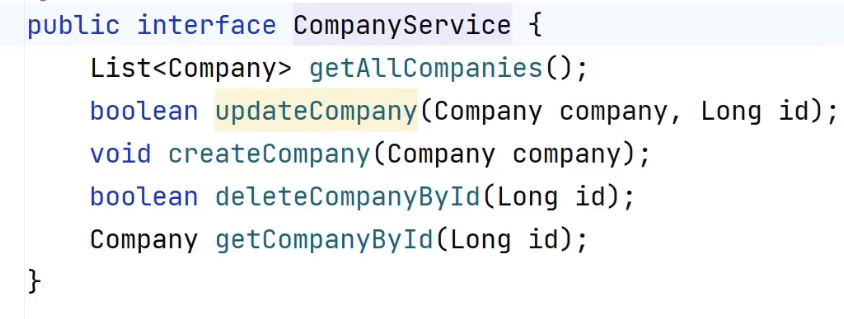 public interface CompanyService {
    List<Company> getAllCompanies();
    boolean updateCompany(Company company, Long id);
    void createCompany(Company company);
    boolean deleteCompanyById(Long id);
    Company getCompanyById(Long id);
}